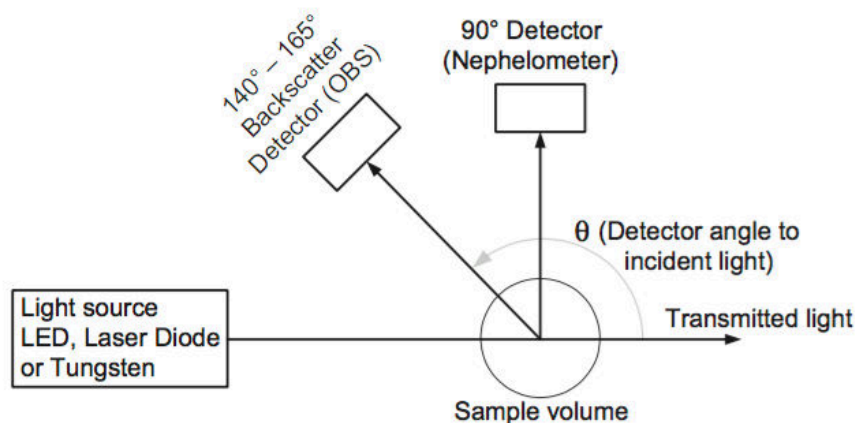 140° – 165°
Backscatter
Detector (OBS)
90° Detector
(Nephelometer)
θ (Detector angle to
incident light)
Light source
LED, Laser Diode
or Tungsten
Transmitted light
Sample volume